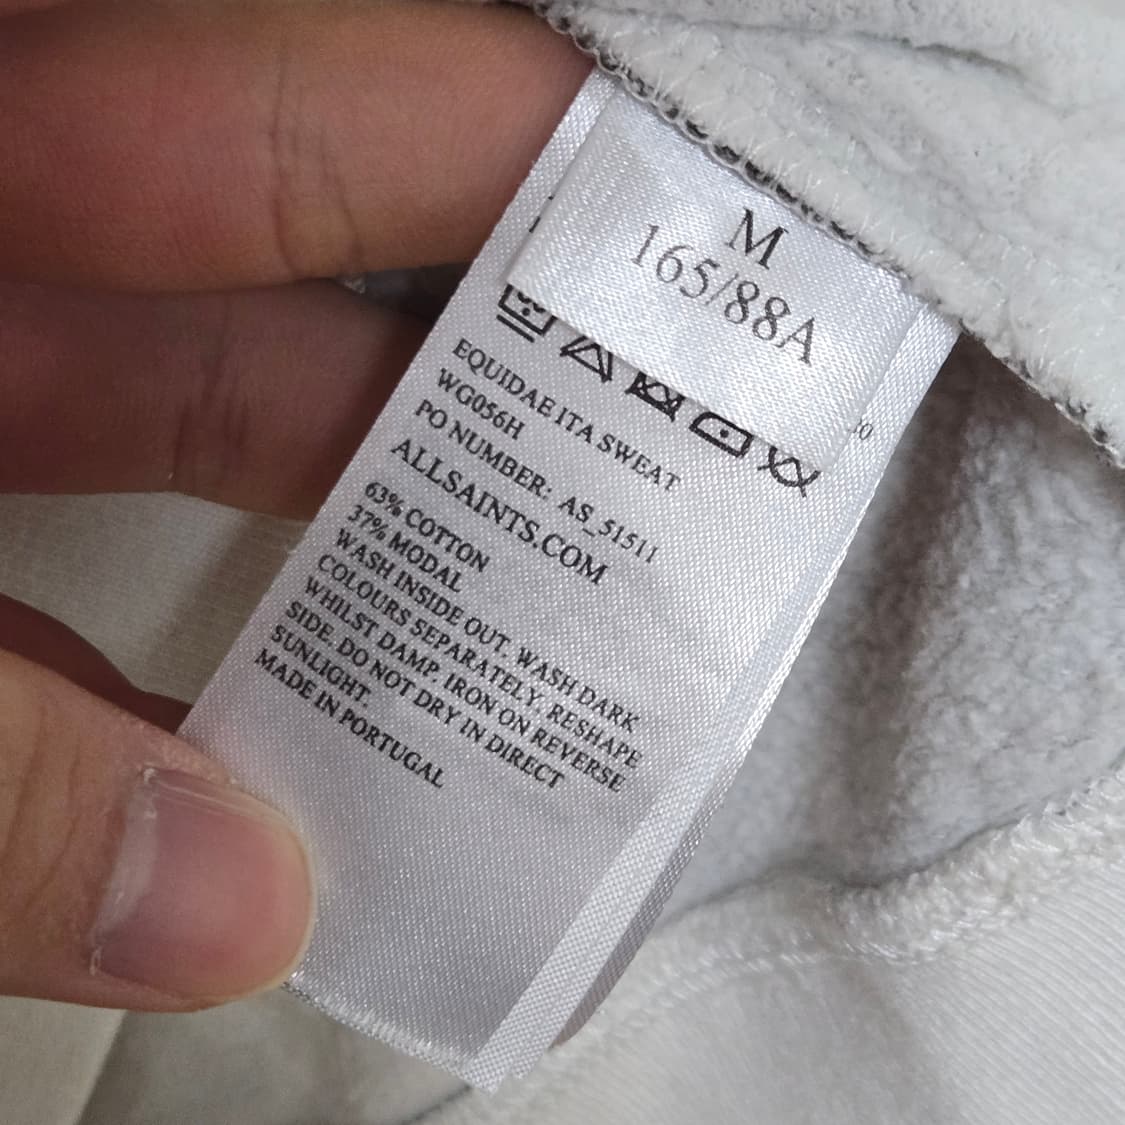 M
165/88A
EQUIDAE ITA SWEAT
WG056H
PO NUMBER: AS_51511
ALLSAINTS.COM
63% COTTON
37% MODAL
WASH INSIDE OUT. WASH DARK
COLOURS SEPARATELY. RESHAPE
WHILST DAMP. IRON ON REVERSE
SIDE. DO NOT DRY IN DIRECT
SUNLIGHT.
MADE IN PORTUGAL